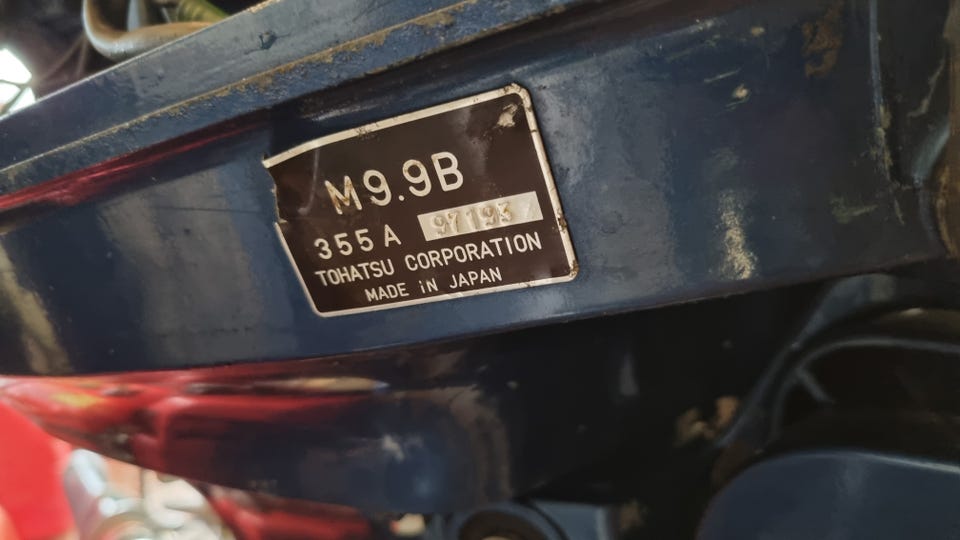 M9.9B
355A 97193
TOHATSU CORPORATION
MADE iN JAPAN